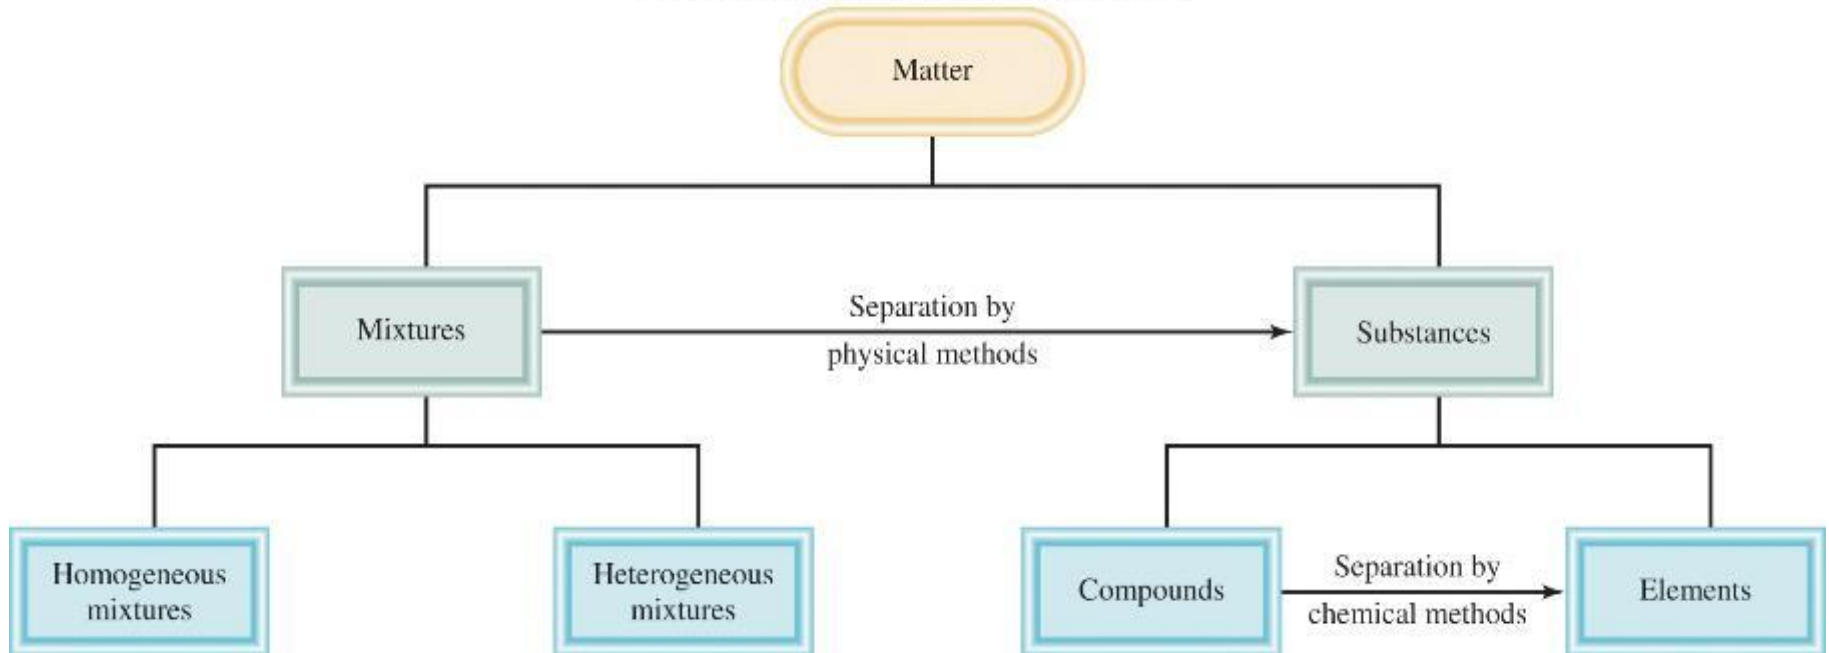 Matter
Mixtures
Separation by
physical methods
Substances
Homogeneous
mixtures
Heterogeneous
mixtures
Compounds
Separation by
chemical methods
Elements